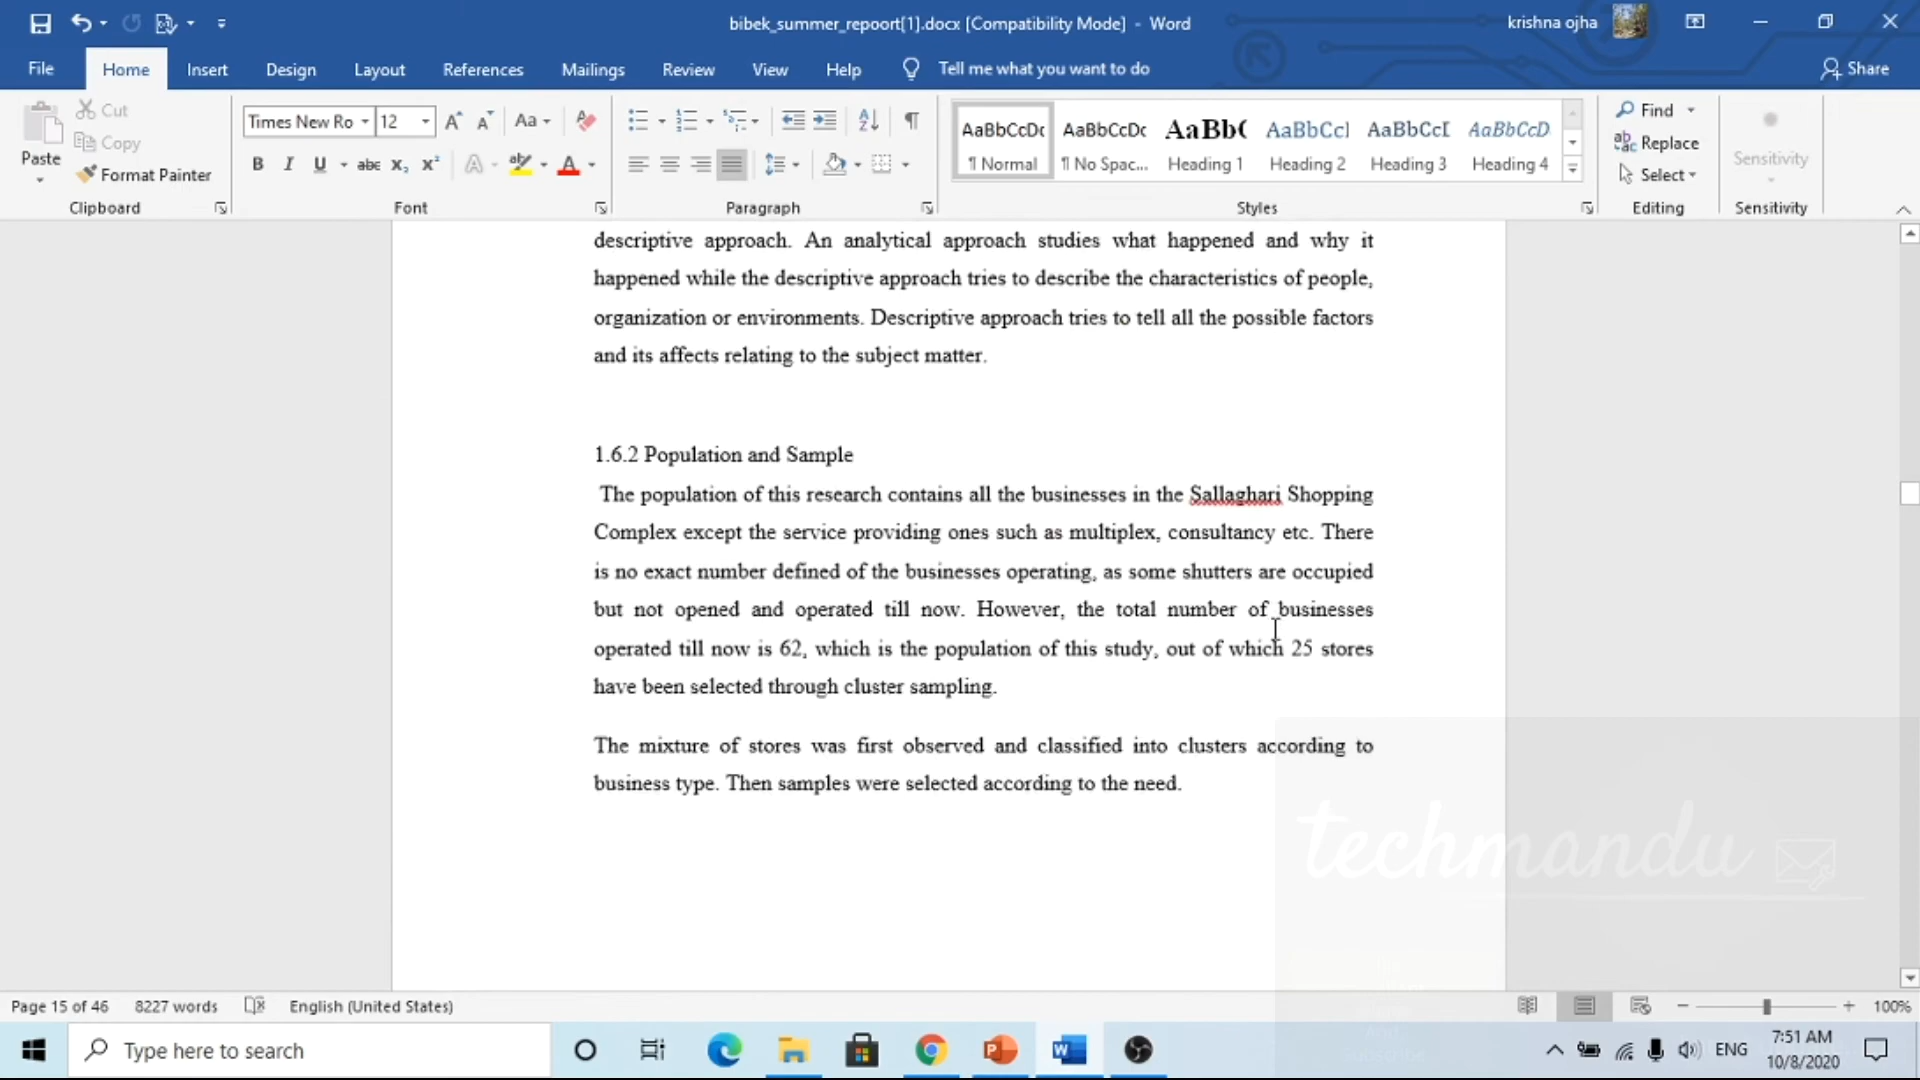 bibek_summer_repoort[1].docx [Compatibility Mode] - Word
krishna ojha
File Home Insert Design Layout References Mailings Review View Help Tell me what you want to do Share
Paste
Cut
Copy
Format Painter
Clipboard
Times New Ro 12
Font
Paragraph
AaBbCcDc AaBbCcDc AaBb( AaBbCcl AaBbCcI AaBbCcD
¶ Normal ¶ No Spac... Heading 1 Heading 2 Heading 3 Heading 4
Styles
Find
Replace
Select
Editing
Sensitivity
Sensitivity
descriptive approach. An analytical approach studies what happened and why it
happened while the descriptive approach tries to describe the characteristics of people,
organization or environments. Descriptive approach tries to tell all the possible factors
and its affects relating to the subject matter.
1.6.2 Population and Sample
The population of this research contains all the businesses in the Sallaghari Shopping
Complex except the service providing ones such as multiplex, consultancy etc. There
is no exact number defined of the businesses operating, as some shutters are occupied
but not opened and operated till now. However, the total number of businesses
operated till now is 62, which is the population of this study, out of which 25 stores
have been selected through cluster sampling.
The mixture of stores was first observed and classified into clusters according to
business type. Then samples were selected according to the need.
techmandu
Page 15 of 46 8227 words English (United States) 100%
Type here to search
ENG
7:51 AM
10/8/2020